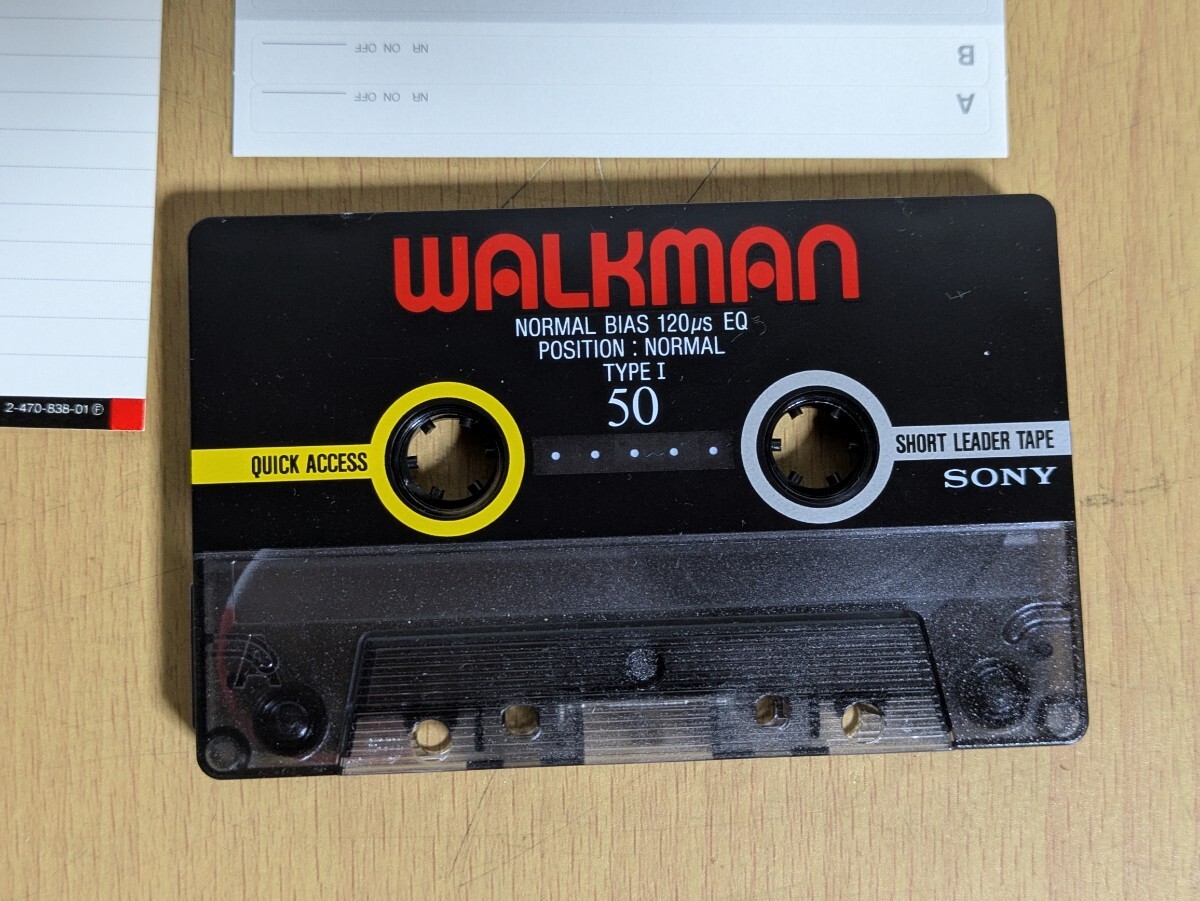 B NR ON OFF
A NR ON OFF
WALKMAN
NORMAL BIAS 120µs EQ
POSITION : NORMAL
TYPE I
50
QUICK ACCESS
SHORT LEADER TAPE
SONY
A
2-470-838-01 Ⓕ